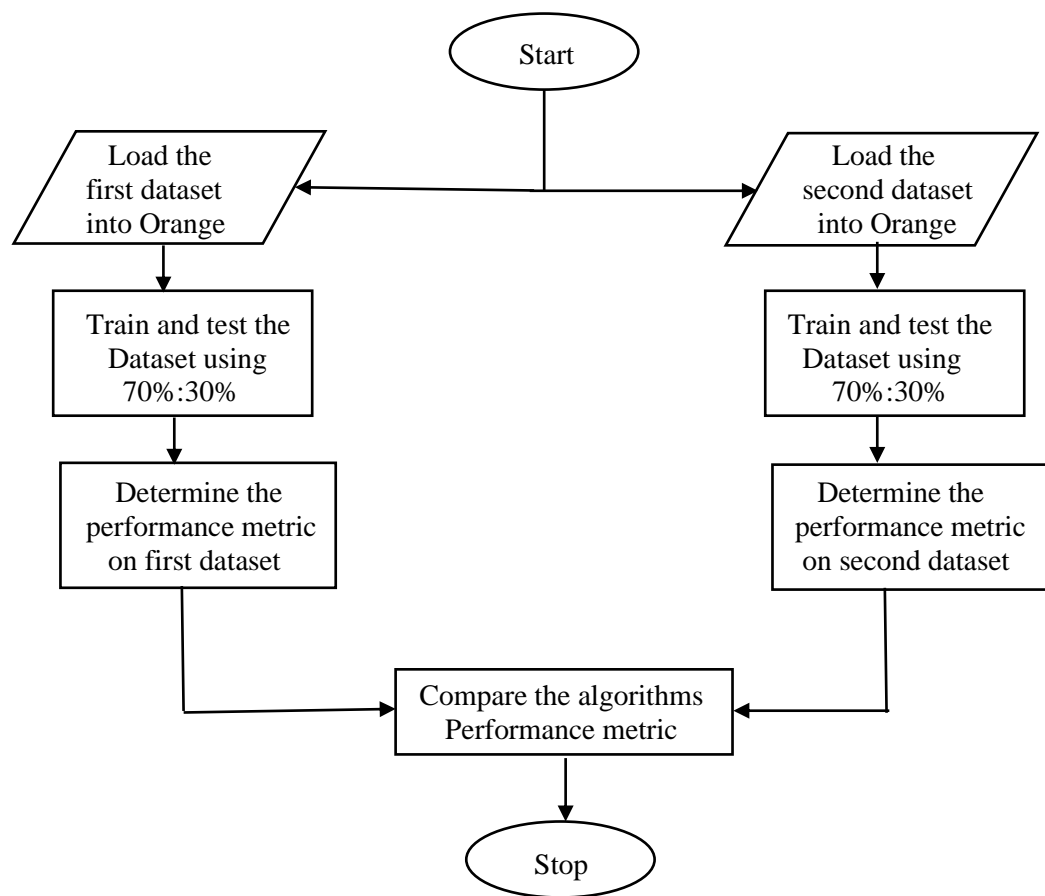 Start
Load the
first dataset
into Orange
Load the
second dataset
into Orange
Train and test the
Dataset using
70%:30%
Train and test the
Dataset using
70%:30%
Determine the
performance metric
on first dataset
Determine the
performance metric
on second dataset
Compare the algorithms
Performance metric
Stop